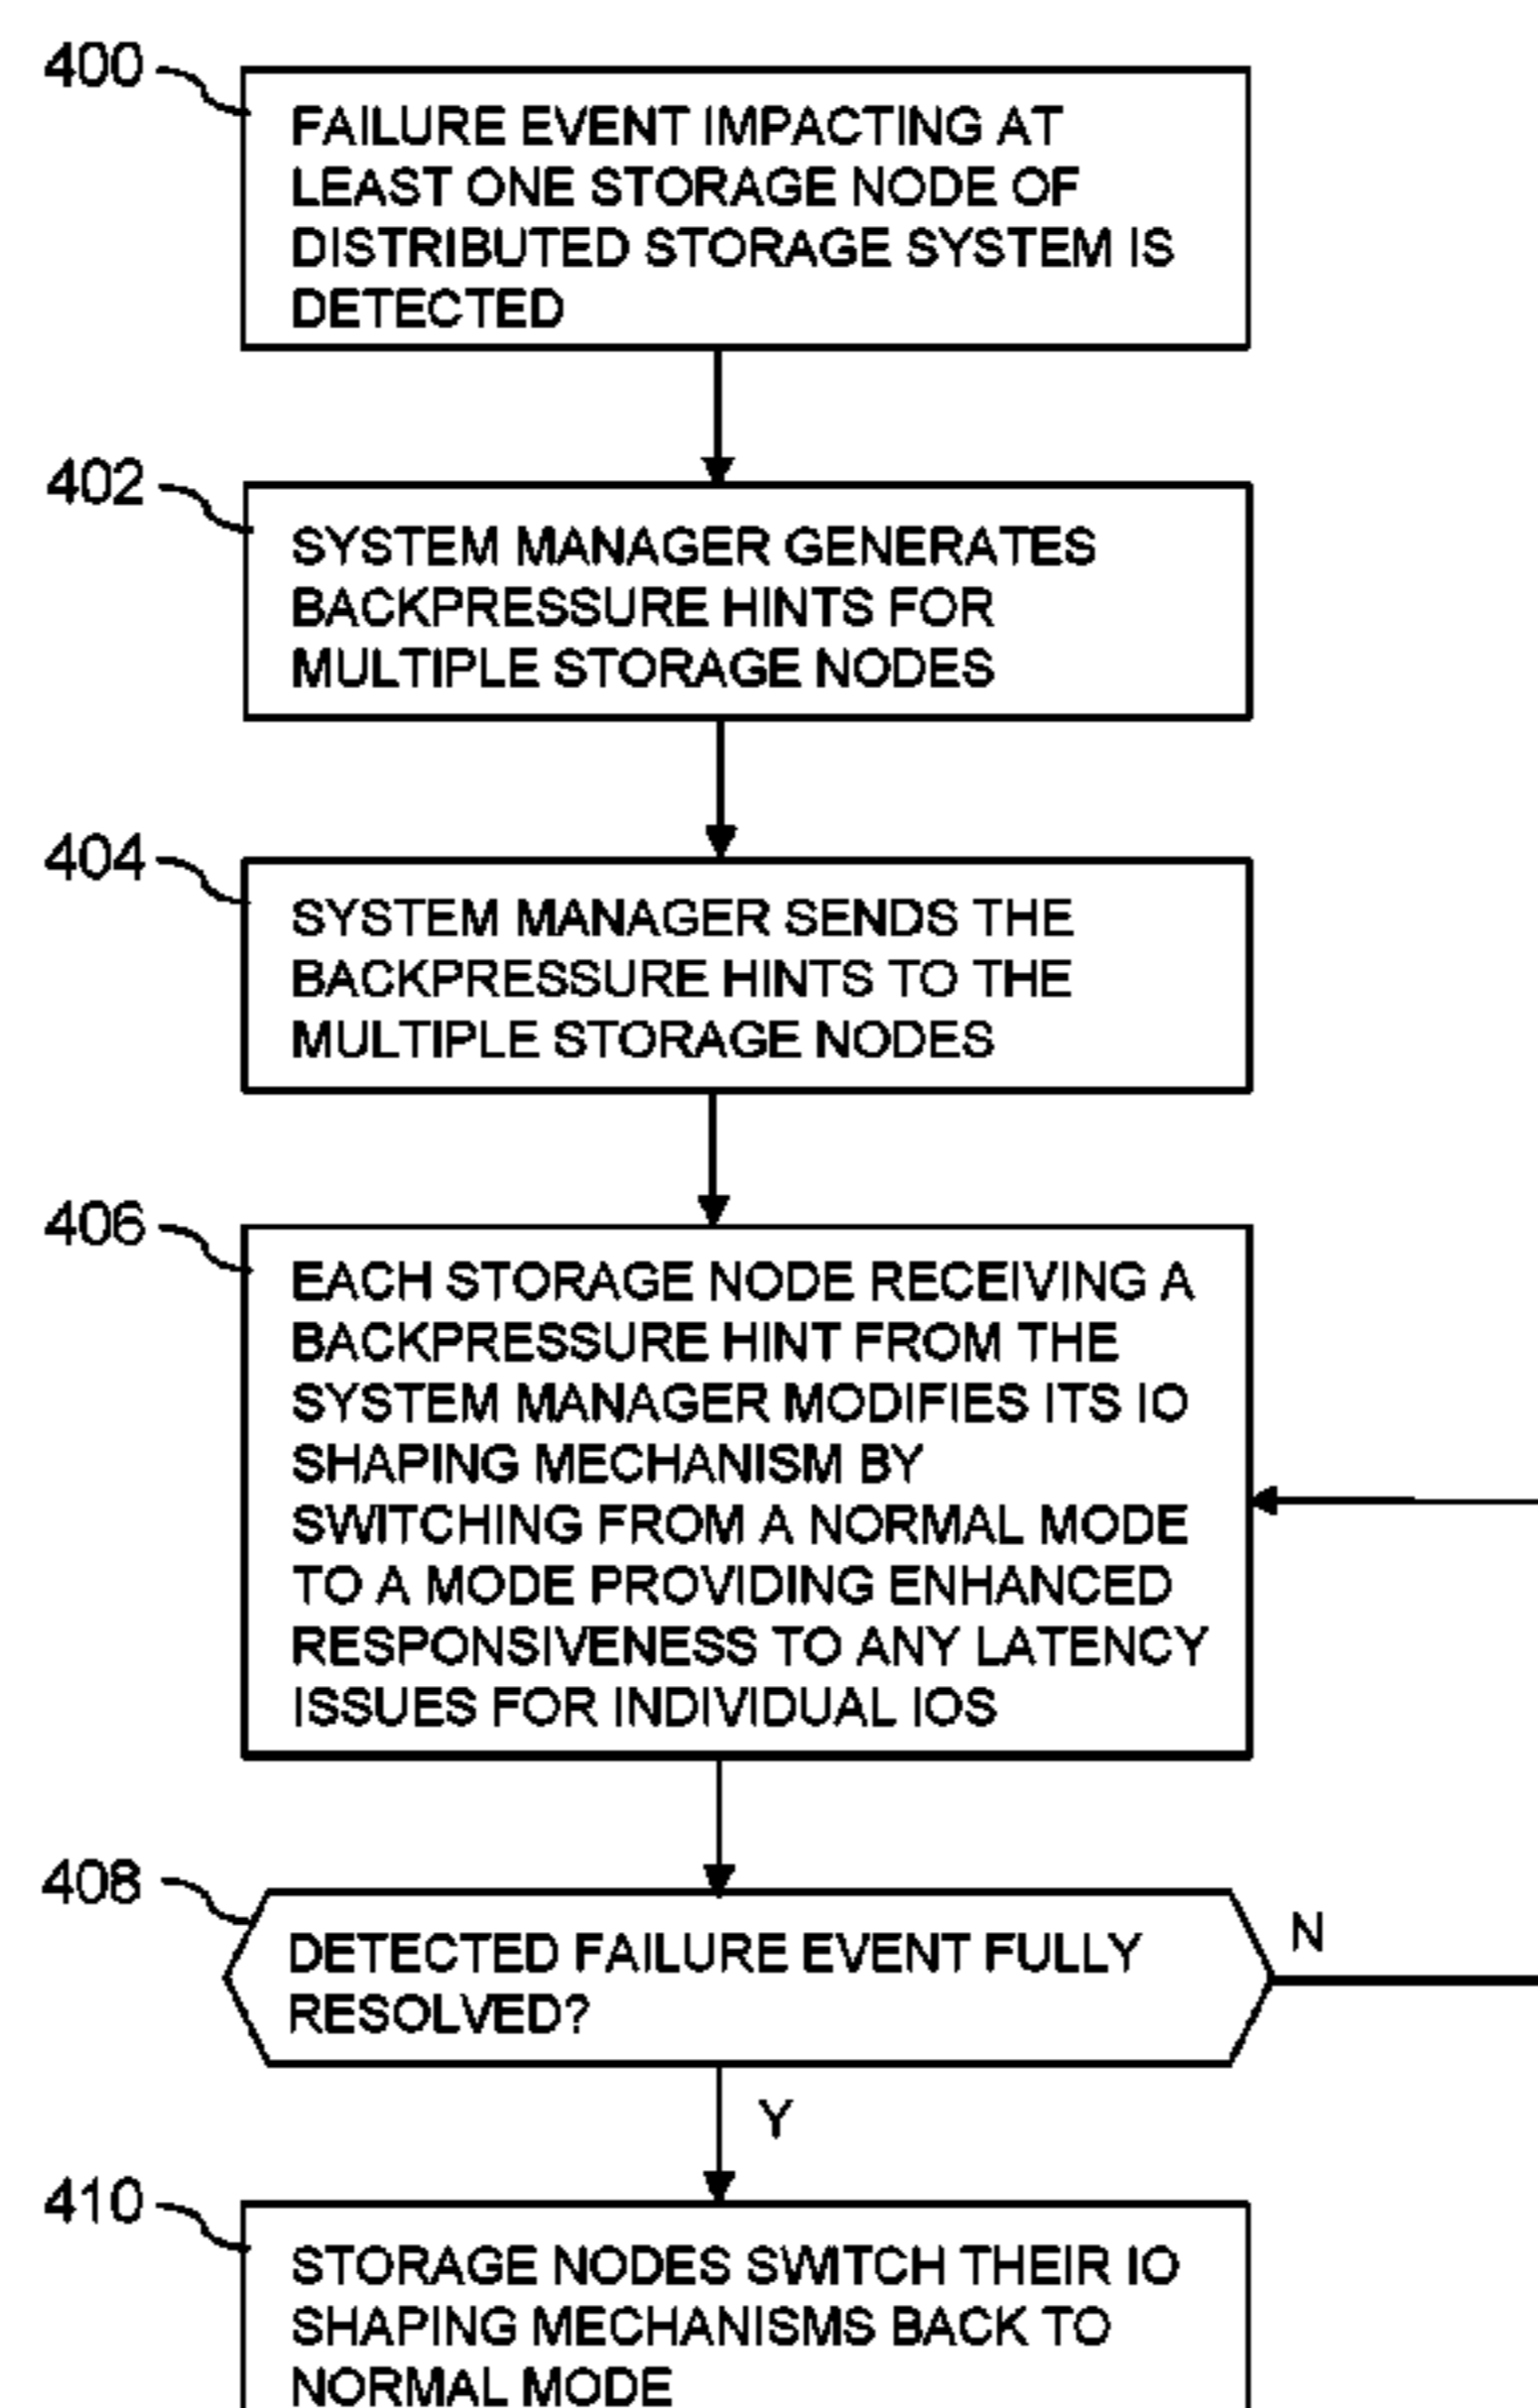 400
FAILURE EVENT IMPACTING AT
LEAST ONE STORAGE NODE OF
DISTRIBUTED STORAGE SYSTEM IS
DETECTED
402
SYSTEM MANAGER GENERATES
BACKPRESSURE HINTS FOR
MULTIPLE STORAGE NODES
404
SYSTEM MANAGER SENDS THE
BACKPRESSURE HINTS TO THE
MULTIPLE STORAGE NODES
406
EACH STORAGE NODE RECEIVING A
BACKPRESSURE HINT FROM THE
SYSTEM MANAGER MODIFIES ITS IO
SHAPING MECHANISM BY
SWITCHING FROM A NORMAL MODE
TO A MODE PROVIDING ENHANCED
RESPONSIVENESS TO ANY LATENCY
ISSUES FOR INDIVIDUAL IOS
408
DETECTED FAILURE EVENT FULLY
RESOLVED?
N
Y
410
STORAGE NODES SWITCH THEIR IO
SHAPING MECHANISMS BACK TO
NORMAL MODE